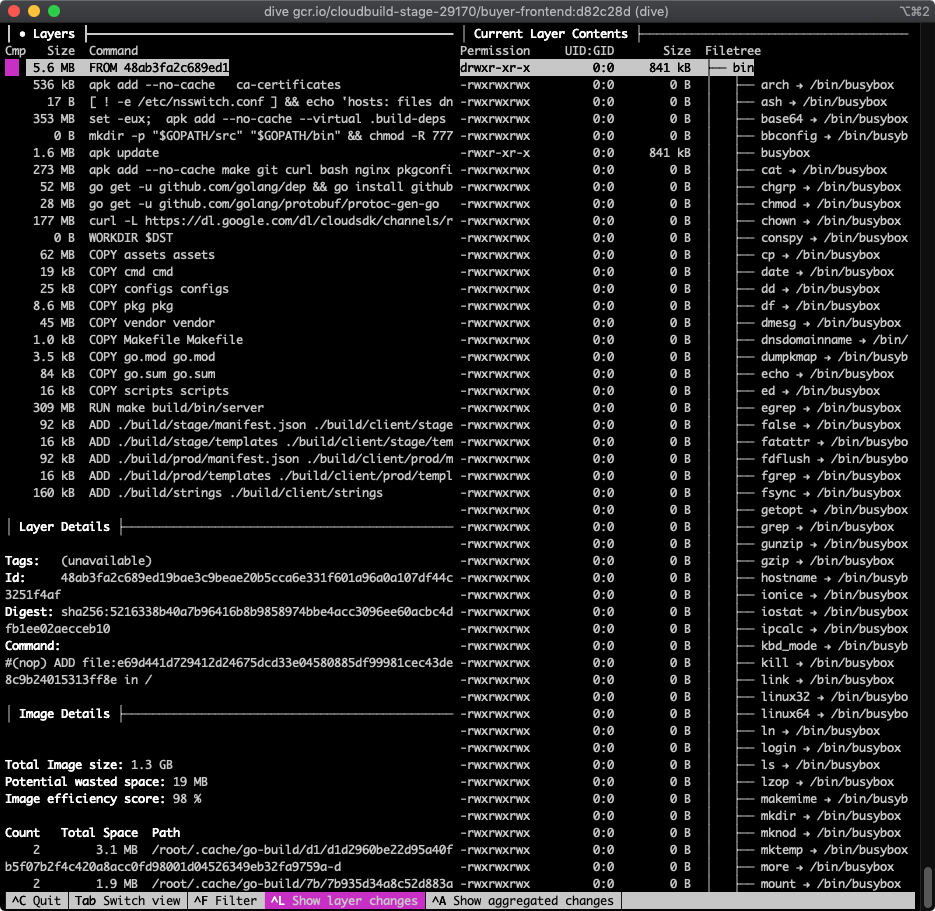 dive gcr.io/cloudbuild-stage-29170/buyer-frontend:d82c28d (dive)
⌥⌘2
│ ● Layers ├
Cmp Size Command
5.6 MB FROM 48ab3fa2c689ed1
536 kB apk add --no-cache ca-certificates
17 B [ ! -e /etc/nsswitch.conf ] && echo 'hosts: files dn
353 MB set -eux; apk add --no-cache --virtual .build-deps
0 B mkdir -p "$GOPATH/src" "$GOPATH/bin" && chmod -R 777
1.6 MB apk update
273 MB apk add --no-cache make git curl bash nginx pkgconfi
52 MB go get -u github.com/golang/dep && go install github
28 MB go get -u github.com/golang/protobuf/protoc-gen-go
177 MB curl -L https://dl.google.com/dl/cloudsdk/channels/r
0 B WORKDIR $DST
62 MB COPY assets assets
19 kB COPY cmd cmd
25 kB COPY configs configs
8.6 MB COPY pkg pkg
45 MB COPY vendor vendor
1.0 kB COPY Makefile Makefile
3.5 kB COPY go.mod go.mod
84 kB COPY go.sum go.sum
16 kB COPY scripts scripts
309 MB RUN make build/bin/server
92 kB ADD ./build/stage/manifest.json ./build/client/stage
16 kB ADD ./build/stage/templates ./build/client/stage/tem
92 kB ADD ./build/prod/manifest.json ./build/client/prod/m
16 kB ADD ./build/prod/templates ./build/client/prod/templ
160 kB ADD ./build/strings ./build/client/strings
│ Layer Details ├
Tags: (unavailable)
Id: 48ab3fa2c689ed19bae3c9beae20b5cca6e331f601a96a0a107df44c
3251f4af
Digest: sha256:5216338b40a7b96416b8b9858974bbe4acc3096ee60acbc4d
fb1ee02aecceb10
Command:
#(nop) ADD file:e69d441d729412d24675dcd33e04580885df99981cec43de
8c9b24015313ff8e in /
│ Image Details ├
Total Image size: 1.3 GB
Potential wasted space: 19 MB
Image efficiency score: 98 %
Count Total Space Path
2 3.1 MB /root/.cache/go-build/d1/d1d2960be22d95a40f
b5f07b2f4c420a8acc0fd98001d04526349eb32fa9759a-d
2 1.9 MB /root/.cache/go-build/7b/7b935d34a8c52d883a
│ Current Layer Contents ├
Permission UID:GID Size Filetree
drwxr-xr-x 0:0 841 kB ├── bin
-rwxrwxrwx 0:0 0 B │ ├── arch → /bin/busybox
-rwxrwxrwx 0:0 0 B │ ├── ash → /bin/busybox
-rwxrwxrwx 0:0 0 B │ ├── base64 → /bin/busybox
-rwxrwxrwx 0:0 0 B │ ├── bbconfig → /bin/busyb
-rwxr-xr-x 0:0 841 kB │ ├── busybox
-rwxrwxrwx 0:0 0 B │ ├── cat → /bin/busybox
-rwxrwxrwx 0:0 0 B │ ├── chgrp → /bin/busybox
-rwxrwxrwx 0:0 0 B │ ├── chmod → /bin/busybox
-rwxrwxrwx 0:0 0 B │ ├── chown → /bin/busybox
-rwxrwxrwx 0:0 0 B │ ├── conspy → /bin/busybox
-rwxrwxrwx 0:0 0 B │ ├── cp → /bin/busybox
-rwxrwxrwx 0:0 0 B │ ├── date → /bin/busybox
-rwxrwxrwx 0:0 0 B │ ├── dd → /bin/busybox
-rwxrwxrwx 0:0 0 B │ ├── df → /bin/busybox
-rwxrwxrwx 0:0 0 B │ ├── dmesg → /bin/busybox
-rwxrwxrwx 0:0 0 B │ ├── dnsdomainname → /bin/
-rwxrwxrwx 0:0 0 B │ ├── dumpkmap → /bin/busyb
-rwxrwxrwx 0:0 0 B │ ├── echo → /bin/busybox
-rwxrwxrwx 0:0 0 B │ ├── ed → /bin/busybox
-rwxrwxrwx 0:0 0 B │ ├── egrep → /bin/busybox
-rwxrwxrwx 0:0 0 B │ ├── false → /bin/busybox
-rwxrwxrwx 0:0 0 B │ ├── fatattr → /bin/busybo
-rwxrwxrwx 0:0 0 B │ ├── fdflush → /bin/busybo
-rwxrwxrwx 0:0 0 B │ ├── fgrep → /bin/busybox
-rwxrwxrwx 0:0 0 B │ ├── fsync → /bin/busybox
-rwxrwxrwx 0:0 0 B │ ├── getopt → /bin/busybox
-rwxrwxrwx 0:0 0 B │ ├── grep → /bin/busybox
-rwxrwxrwx 0:0 0 B │ ├── gunzip → /bin/busybox
-rwxrwxrwx 0:0 0 B │ ├── gzip → /bin/busybox
-rwxrwxrwx 0:0 0 B │ ├── hostname → /bin/busyb
-rwxrwxrwx 0:0 0 B │ ├── ionice → /bin/busybox
-rwxrwxrwx 0:0 0 B │ ├── iostat → /bin/busybox
-rwxrwxrwx 0:0 0 B │ ├── ipcalc → /bin/busybox
-rwxrwxrwx 0:0 0 B │ ├── kbd_mode → /bin/busyb
-rwxrwxrwx 0:0 0 B │ ├── kill → /bin/busybox
-rwxrwxrwx 0:0 0 B │ ├── link → /bin/busybox
-rwxrwxrwx 0:0 0 B │ ├── linux32 → /bin/busybo
-rwxrwxrwx 0:0 0 B │ ├── linux64 → /bin/busybo
-rwxrwxrwx 0:0 0 B │ ├── ln → /bin/busybox
-rwxrwxrwx 0:0 0 B │ ├── login → /bin/busybox
-rwxrwxrwx 0:0 0 B │ ├── ls → /bin/busybox
-rwxrwxrwx 0:0 0 B │ ├── lzop → /bin/busybox
-rwxrwxrwx 0:0 0 B │ ├── makemime → /bin/busyb
-rwxrwxrwx 0:0 0 B │ ├── mkdir → /bin/busybox
-rwxrwxrwx 0:0 0 B │ ├── mknod → /bin/busybox
-rwxrwxrwx 0:0 0 B │ ├── mktemp → /bin/busybox
-rwxrwxrwx 0:0 0 B │ ├── more → /bin/busybox
-rwxrwxrwx 0:0 0 B │ ├── mount → /bin/busybox
^C Quit │ Tab Switch view │ ^F Filter │ ^L Show layer changes │ ^A Show aggregated changes